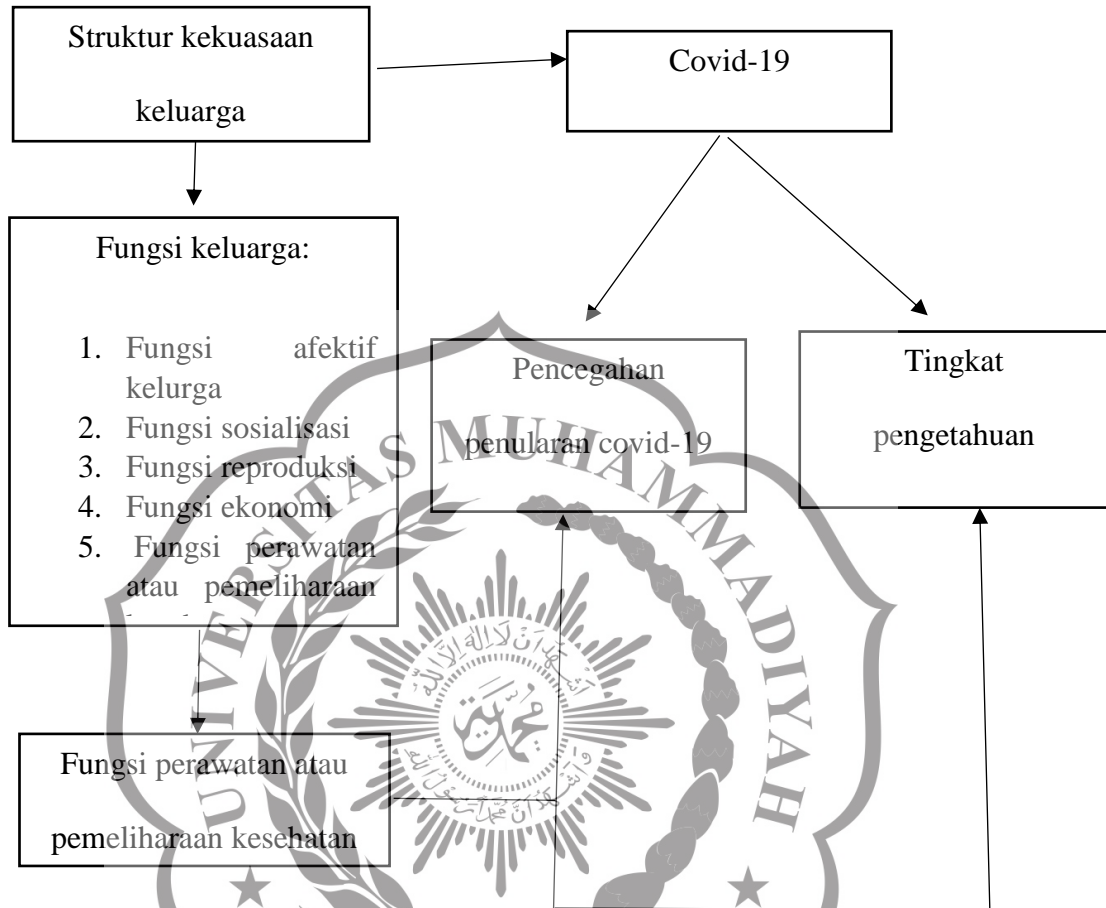 Struktur kekuasaan
keluarga
Covid-19
Fungsi keluarga:
1. Fungsi afektif
kelurga
2. Fungsi sosialisasi
3. Fungsi reproduksi
4. Fungsi ekonomi
5. Fungsi perawatan
atau pemeliharaan
Pencegahan
penularan covid-19
Tingkat
pengetahuan
Fungsi perawatan atau
pemeliharaan kesehatan
UNIVERSITAS MUHAMMADIYAH